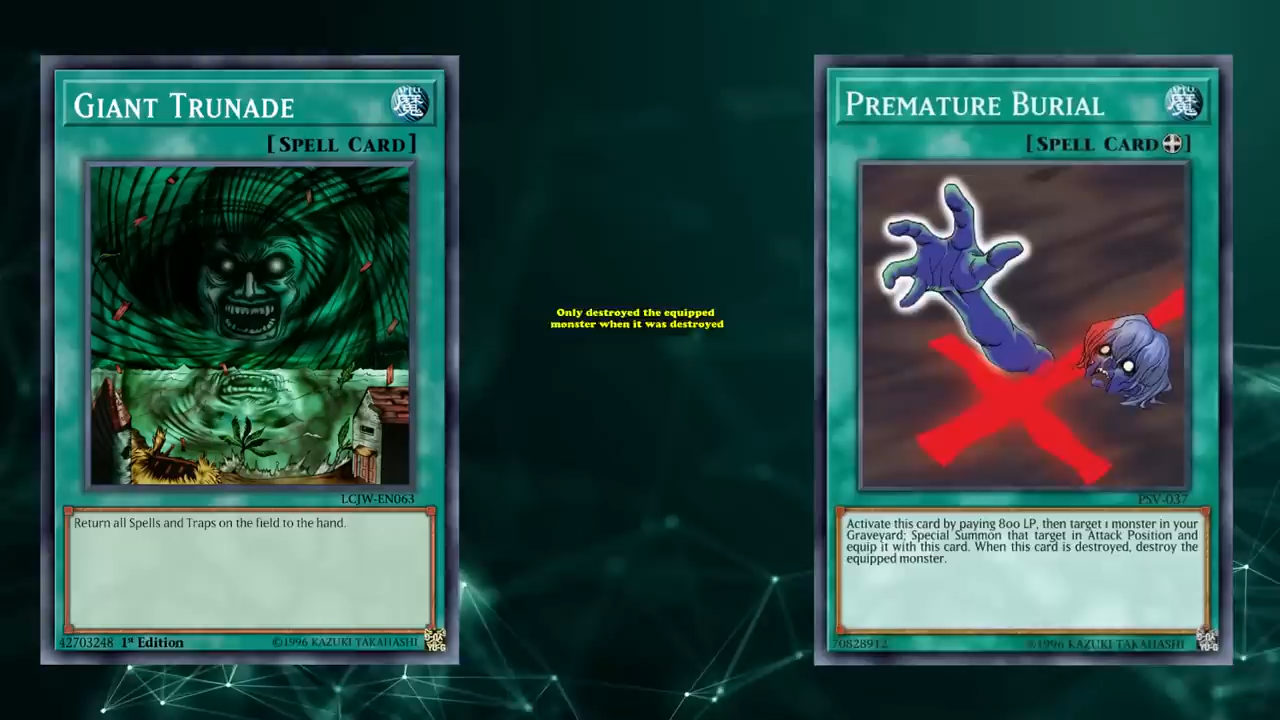 GIANT TRUNADE
[SPELL CARD]
LCJW-EN063
Return all Spells and Traps on the field to the hand.
42703248 1st Edition
©1996 KAZUKI TAKAHASHI
Only destroyed the equipped
monster when it was destroyed
PREMATURE BURIAL
[SPELL CARD]
PSV-037
Activate this card by paying 800 LP, then target 1 monster in your
Graveyard; Special Summon that target in Attack Position and
equip it with this card. When this card is destroyed, destroy the
equipped monster.
70828912
©1996 KAZUKI TAKAHASHI